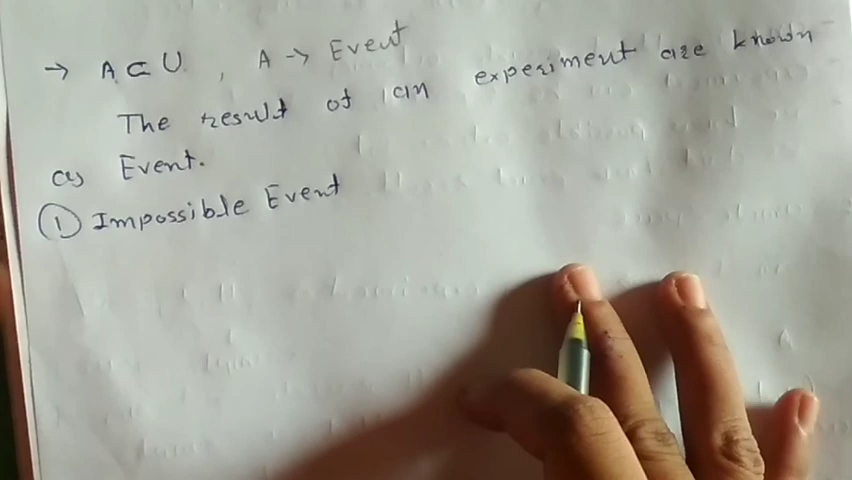 → A ⊂ U , A → Event
The result of an experiment are known
as Event.
① Impossible Event